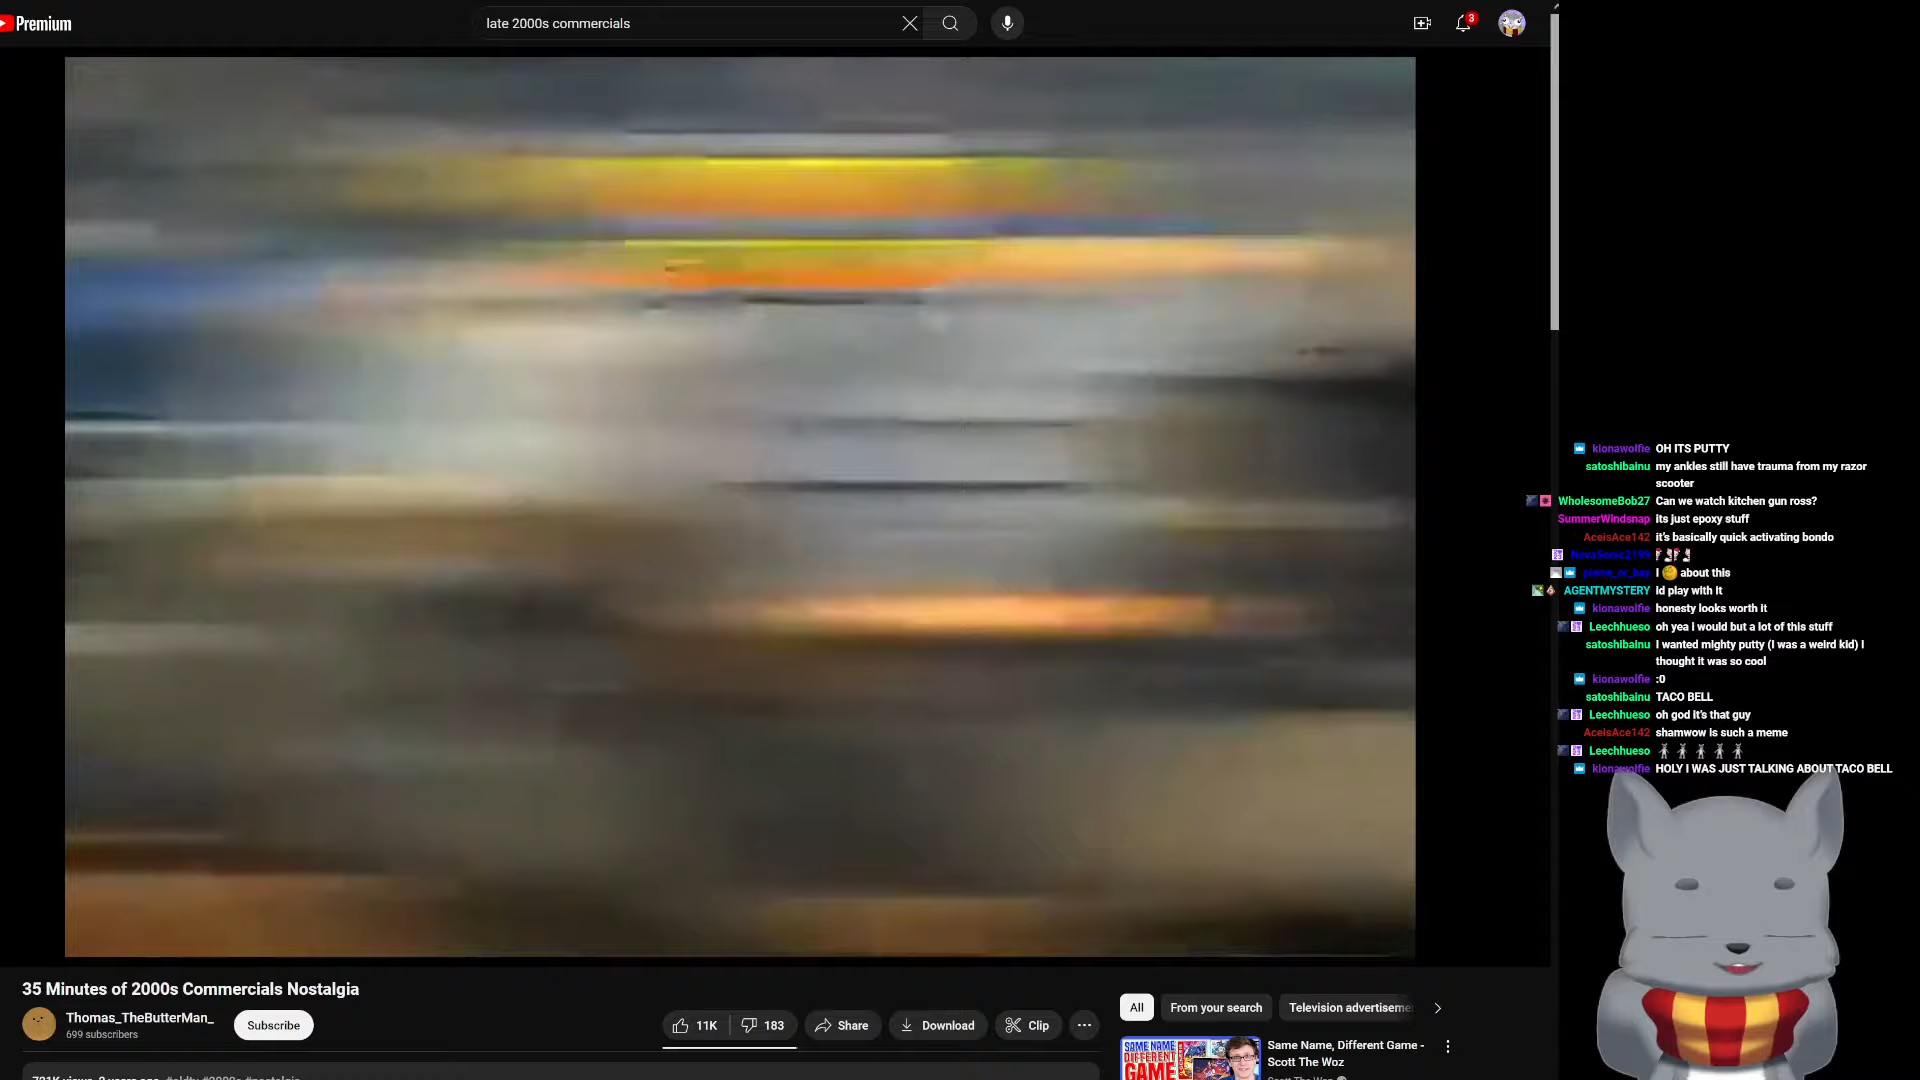 Premium
late 2000s commercials
3
kionawolfie OH ITS PUTTY
satoshibainu my ankles still have trauma from my razor
scooter
WholesomeBob27 Can we watch kitchen gun ross?
SummerWindsnap its just epoxy stuff
AceisAce142 it's basically quick activating bondo
NovaSonic2199
I about this
AGENTMYSTERY Id play with it
kionawolfie honesty looks worth it
Leechhueso oh yea I would but a lot of this stuff
satoshibainu I wanted mighty putty (I was a weird kid) I
thought it was so cool
kionawolfie :0
satoshibainu TACO BELL
Leechhueso oh god it's that guy
AceisAce142 shamwow is such a meme
Leechhueso
kionawolfie HOLY I WAS JUST TALKING ABOUT TACO BELL
35 Minutes of 2000s Commercials Nostalgia
Thomas_TheButterMan_
699 subscribers
Subscribe
11K
183
Share
Download
Clip
All
From your search
Television advertiseme
SAME NAME
DIFFERENT
GAME
Same Name, Different Game -
Scott The Woz